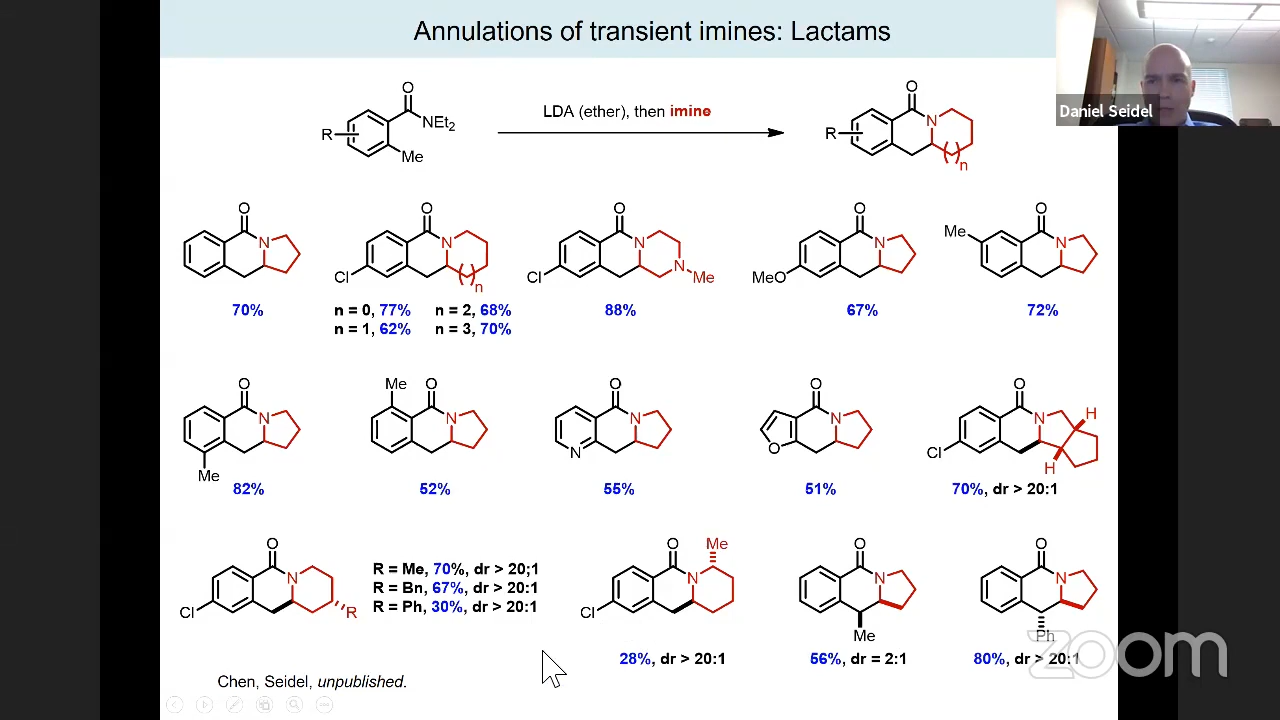 Annulations of transient imines: Lactams
Daniel Seidel
O
R
NEt2
Me
LDA (ether), then imine
O
R
N
( )n
O
N
70%
O
Cl
N
( )n
n = 0, 77% n = 2, 68%
n = 1, 62% n = 3, 70%
O
Cl
N
N
Me
88%
O
MeO
N
67%
O
Me
N
72%
O
N
Me
82%
Me
O
N
52%
O
N
N
55%
O
O
N
51%
O
Cl
N
H
H
70%, dr > 20:1
O
Cl
N
R
R = Me, 70%, dr > 20;1
R = Bn, 67%, dr > 20:1
R = Ph, 30%, dr > 20:1
O
Me
Cl
N
28%, dr > 20:1
O
N
Me
56%, dr = 2:1
O
N
Ph
80%, dr > 20:1
zoom
Chen, Seidel, unpublished.